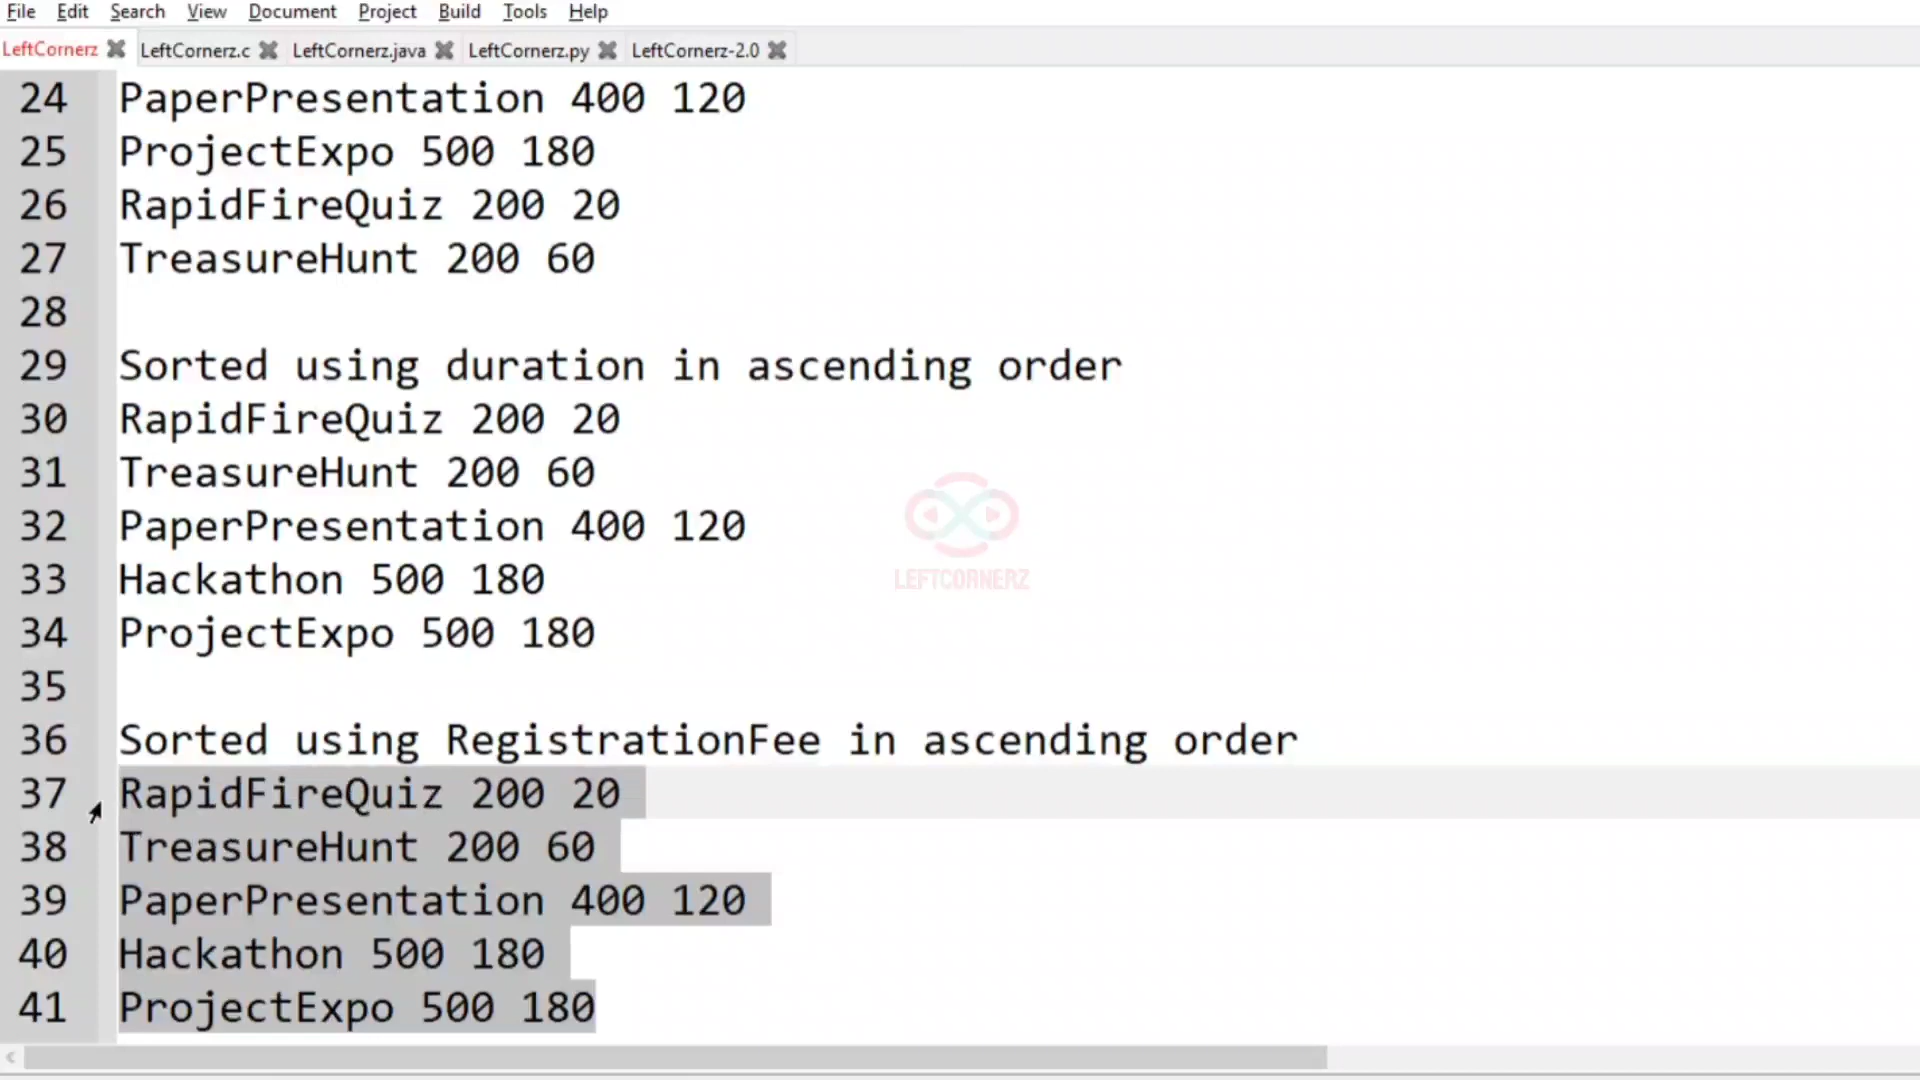 File Edit Search View Document Project Build Tools Help
LeftCornerz LeftCornerz.c LeftCornerz.java LeftCornerz.py LeftCornerz-2.0
24 PaperPresentation 400 120
25 ProjectExpo 500 180
26 RapidFireQuiz 200 20
27 TreasureHunt 200 60
28
29 Sorted using duration in ascending order
30 RapidFireQuiz 200 20
31 TreasureHunt 200 60
32 PaperPresentation 400 120
33 Hackathon 500 180
34 ProjectExpo 500 180
35
36 Sorted using RegistrationFee in ascending order
37 RapidFireQuiz 200 20
38 TreasureHunt 200 60
39 PaperPresentation 400 120
40 Hackathon 500 180
41 ProjectExpo 500 180
LEFTCORNERZ